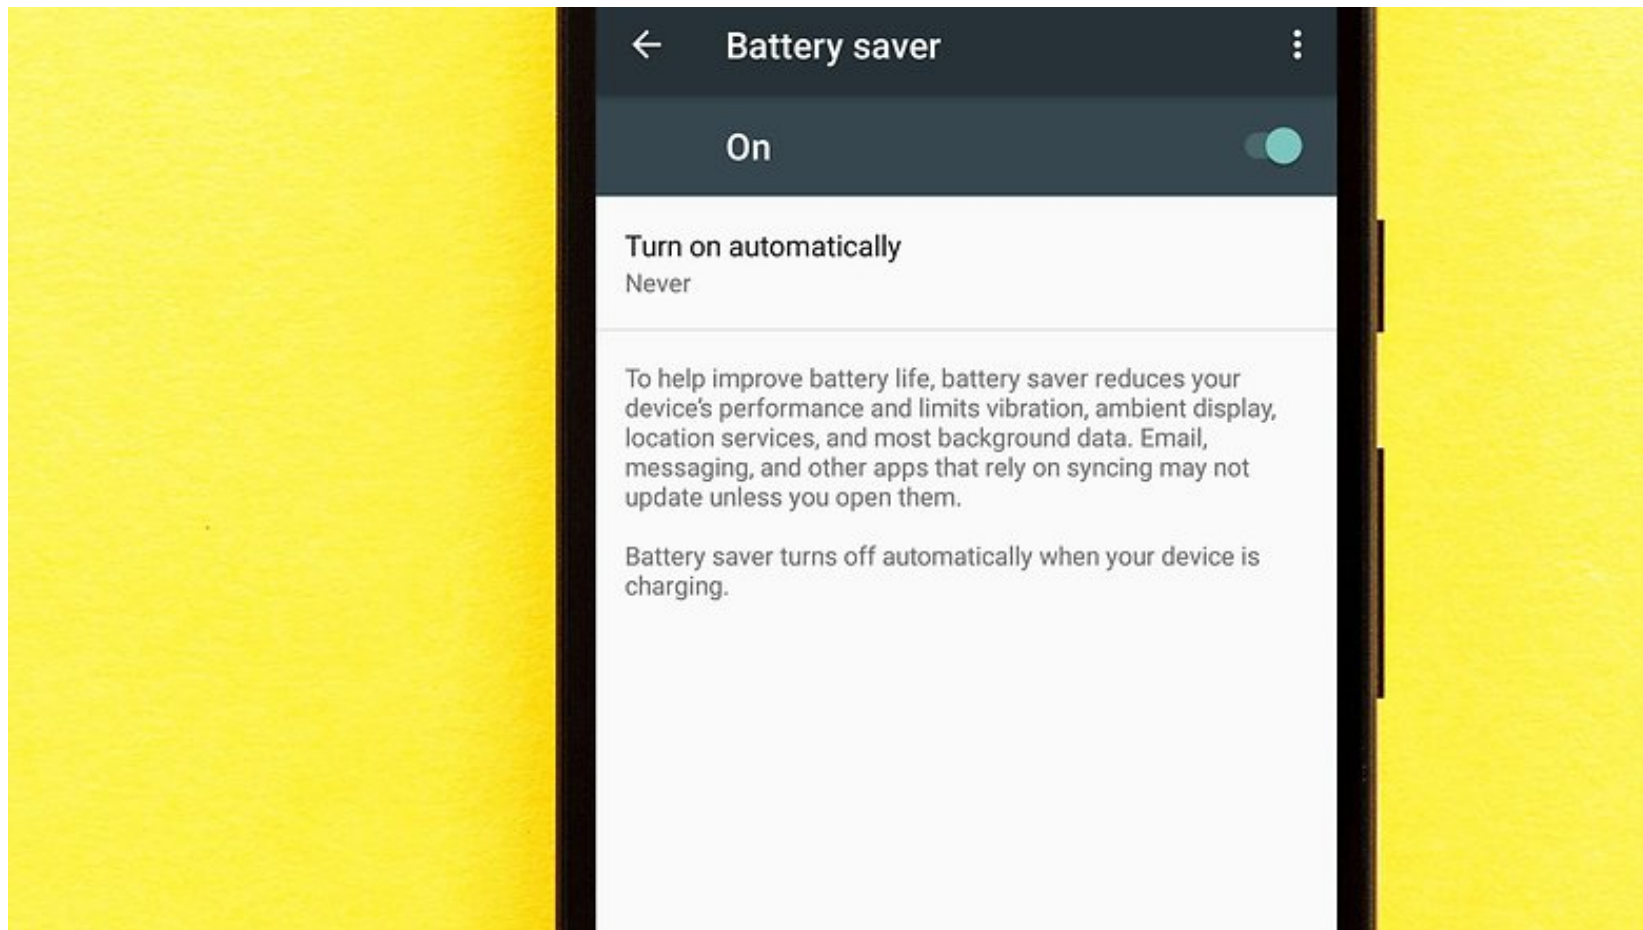 Battery saver
On
Turn on automatically
Never
To help improve battery life, battery saver reduces your
device's performance and limits vibration, ambient display,
location services, and most background data. Email,
messaging, and other apps that rely on syncing may not
update unless you open them.
Battery saver turns off automatically when your device is
charging.